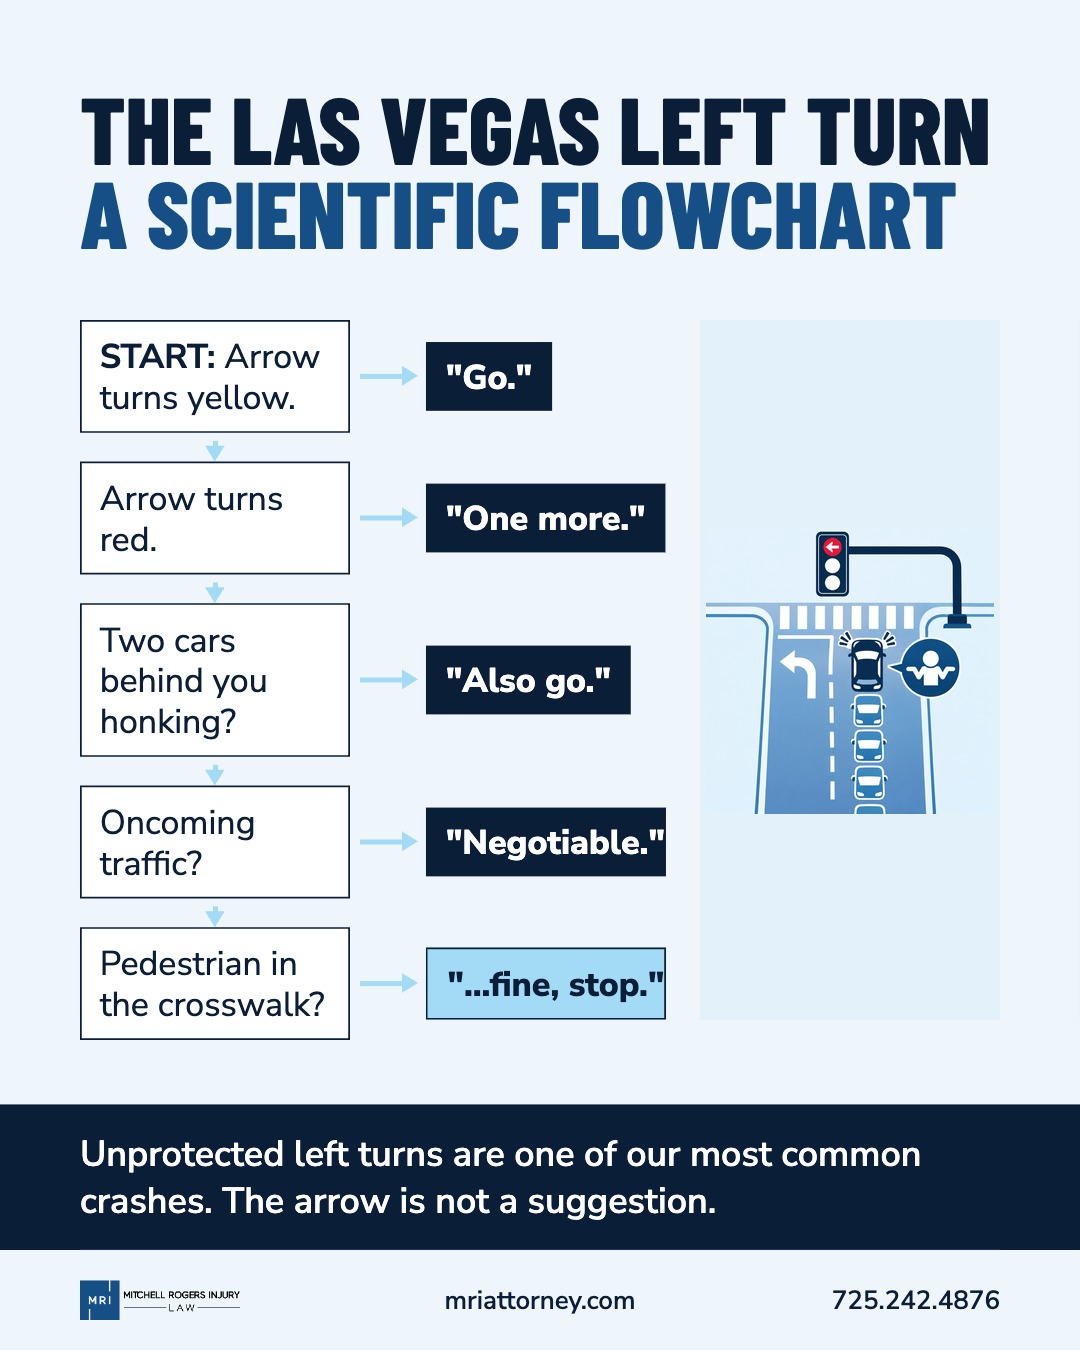 THE LAS VEGAS LEFT TURN
A SCIENTIFIC FLOWCHART
START: Arrow
turns yellow.
"Go."
Arrow turns
red.
"One more."
Two cars
behind you
honking?
"Also go."
Oncoming
traffic?
"Negotiable."
Pedestrian in
the crosswalk?
"...fine, stop."
Unprotected left turns are one of our most common
crashes. The arrow is not a suggestion.
MRI
MITCHELL ROGERS INJURY
LAW
mriattorney.com
725.242.4876